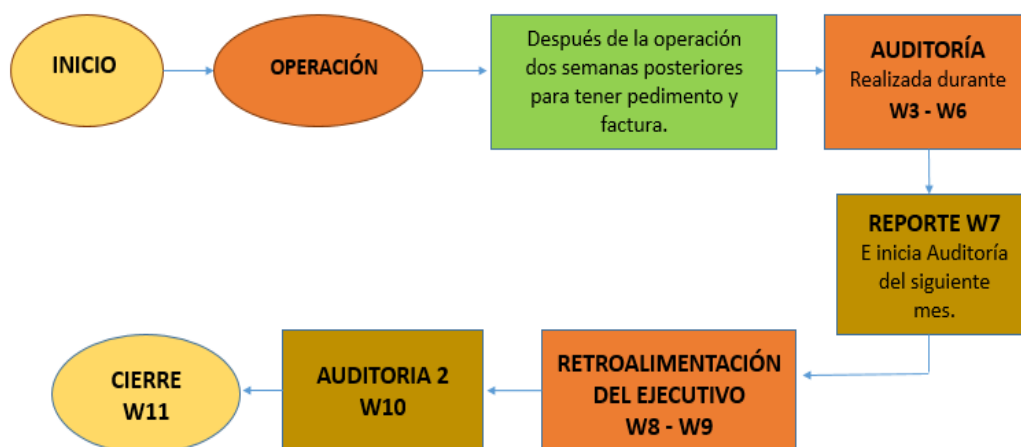 INICIO
OPERACIÓN
Después de la operación
dos semanas posteriores
para tener pedimento y
factura.
AUDITORÍA
Realizada durante
W3 - W6
REPORTE W7
E inicia Auditoría
del siguiente
mes.
RETROALIMENTACIÓN
DEL EJECUTIVO
W8 - W9
AUDITORIA 2
W10
CIERRE
W11